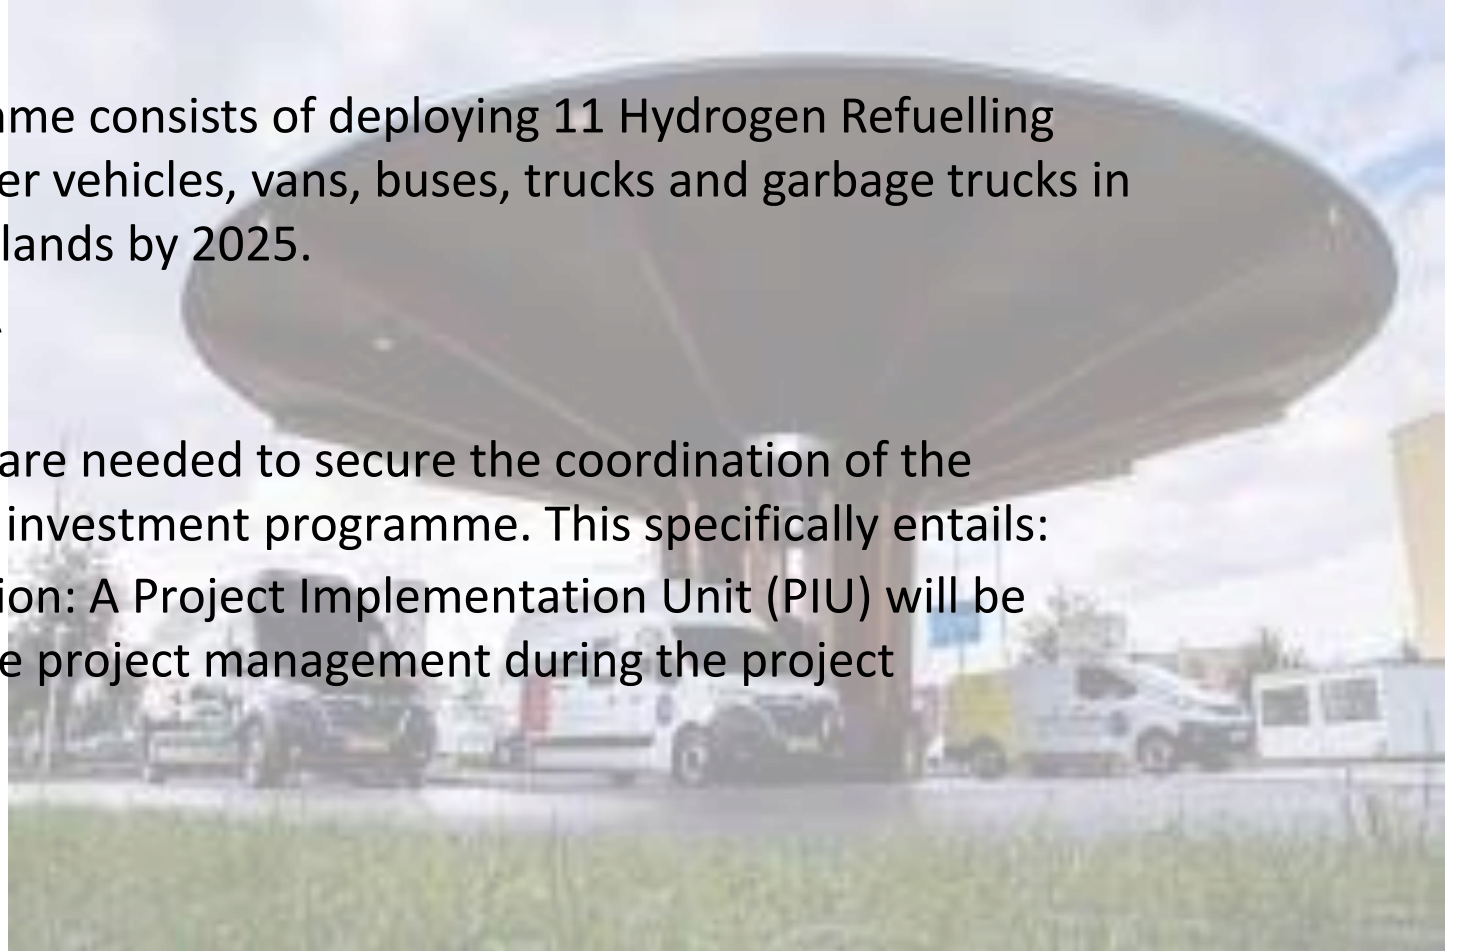 me consists of deploying 11 Hydrogen Refuelling
er vehicles, vans, buses, trucks and garbage trucks in
lands by 2025.
are needed to secure the coordination of the
investment programme. This specifically entails:
ion: A Project Implementation Unit (PIU) will be
e project management during the project